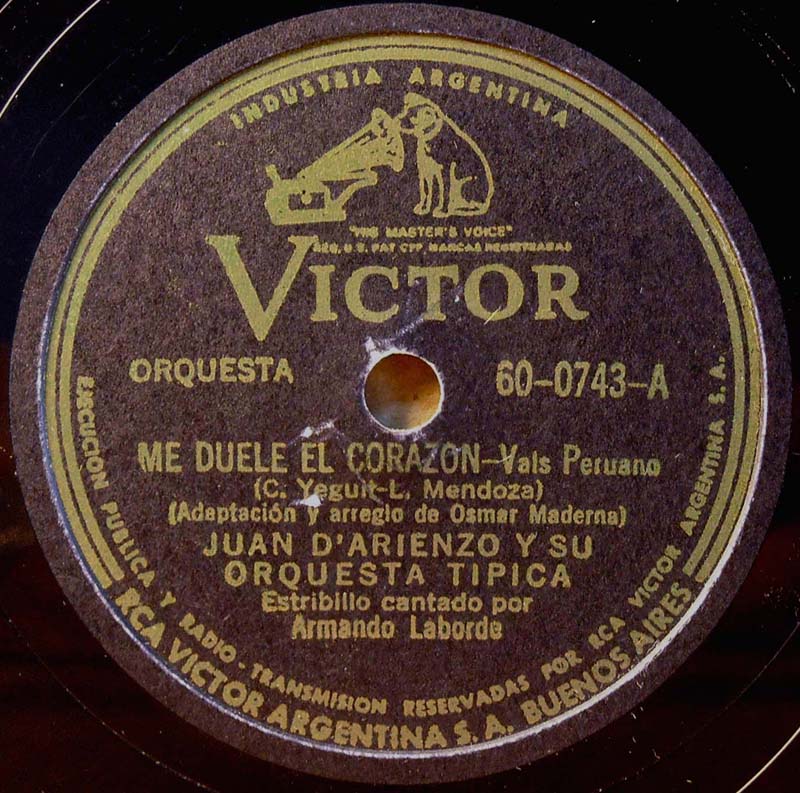 INDUSTRIA ARGENTINA
"HIS MASTER'S VOICE"
REG. U. S. PAT. OFF. MARCAS REGISTRADAS
VICTOR
ORQUESTA
60-0743-A
ME DUELE EL CORAZON-Vals Peruano
(C. Yeguit-L. Mendoza)
(Adaptación y arreglo de Osmar Maderna)
JUAN D'ARIENZO Y SU
ORQUESTA TIPICA
Estribillo cantado por
Armando Laborde
EJECUCION PUBLICA Y RADIO-TRANSMISION RESERVADAS POR RCA VICTOR ARGENTINA S. A.
RCA VICTOR ARGENTINA S. A. BUENOS AIRES